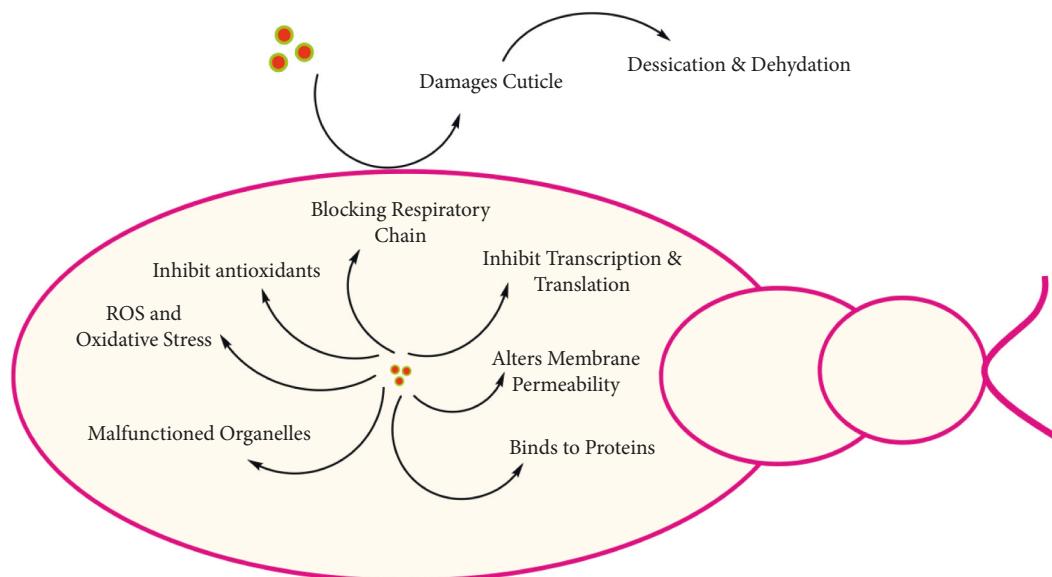 Damages Cuticle
Dessication & Dehydation
Blocking Respiratory
Chain
Inhibit antioxidants
Inhibit Transcription &
Translation
ROS and
Oxidative Stress
Alters Membrane
Permeability
Malfunctioned Organelles
Binds to Proteins